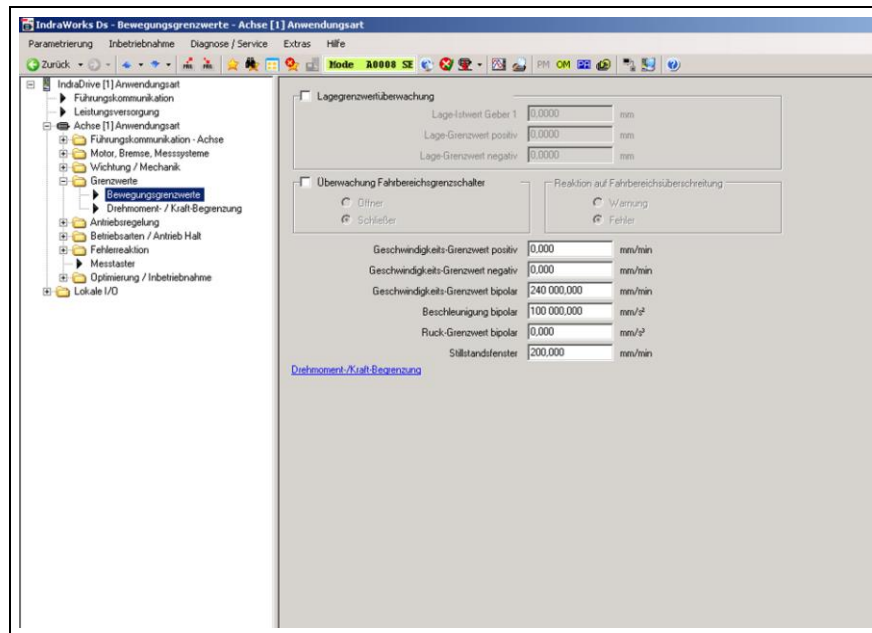 IndraWorks Ds - Bewegungsgrenzwerte - Achse [1] Anwendungsart
Parametrierung Inbetriebnahme Diagnose / Service Extras Hilfe
Zurück Mode A0008 SE PM OM
IndraDrive [1] Anwendungsart
Führungskommunikation
Leistungsversorgung
Achse [1] Anwendungsart
Führungskommunikation - Achse
Motor, Bremse, Messsysteme
Wichtung / Mechanik
Grenzwerte
Bewegungsgrenzwerte
Drehmoment- / Kraft-Begrenzung
Antriebsregelung
Betriebsarten / Antrieb Halt
Fehlerreaktion
Messtaster
Optimierung / Inbetriebnahme
Lokale I/O
Lagegrenzwertüberwachung
Lage-Istwert Geber 1 0,0000 mm
Lage-Grenzwert positiv 0,0000 mm
Lage-Grenzwert negativ 0,0000 mm
Überwachung Fahrbereichsgrenzschalter Reaktion auf Fahrbereichsüberschreitung
Öffner Warnung
Schließer Fehler
Geschwindigkeits-Grenzwert positiv 0,000 mm/min
Geschwindigkeits-Grenzwert negativ 0,000 mm/min
Geschwindigkeits-Grenzwert bipolar 240 000,000 mm/min
Beschleunigung bipolar 100 000,000 mm/s²
Ruck-Grenzwert bipolar 0,000 mm/s³
Stillstandsfenster 200,000 mm/min
Drehmoment-/Kraft-Begrenzung